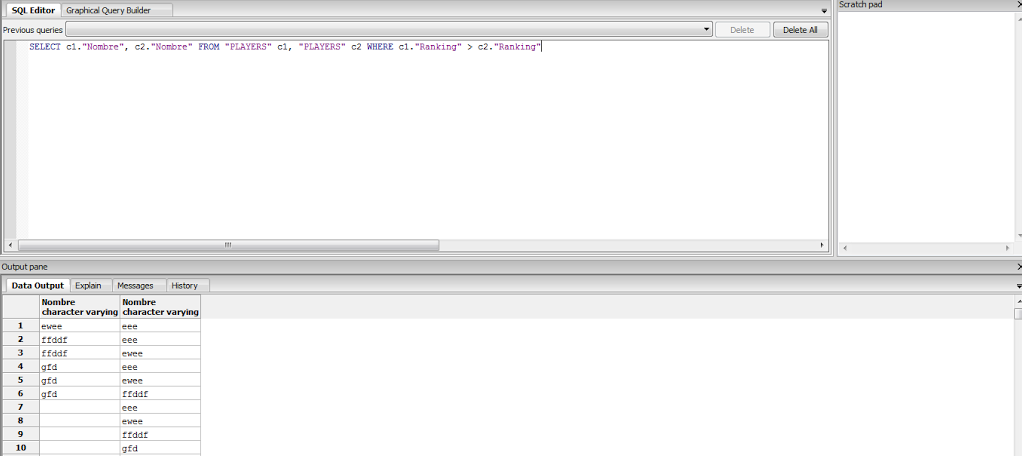 SQL Editor Graphical Query Builder
Scratch pad
Previous queries Delete Delete All
SELECT c1."Nombre", c2."Nombre" FROM "PLAYERS" c1, "PLAYERS" c2 WHERE c1."Ranking" > c2."Ranking"
Output pane
Data Output Explain Messages History
Nombre Nombre
character varying character varying
1 ewee eee
2 ffddf eee
3 ffddf ewee
4 gfd eee
5 gfd ewee
6 gfd ffddf
7 eee
8 ewee
9 ffddf
10 gfd